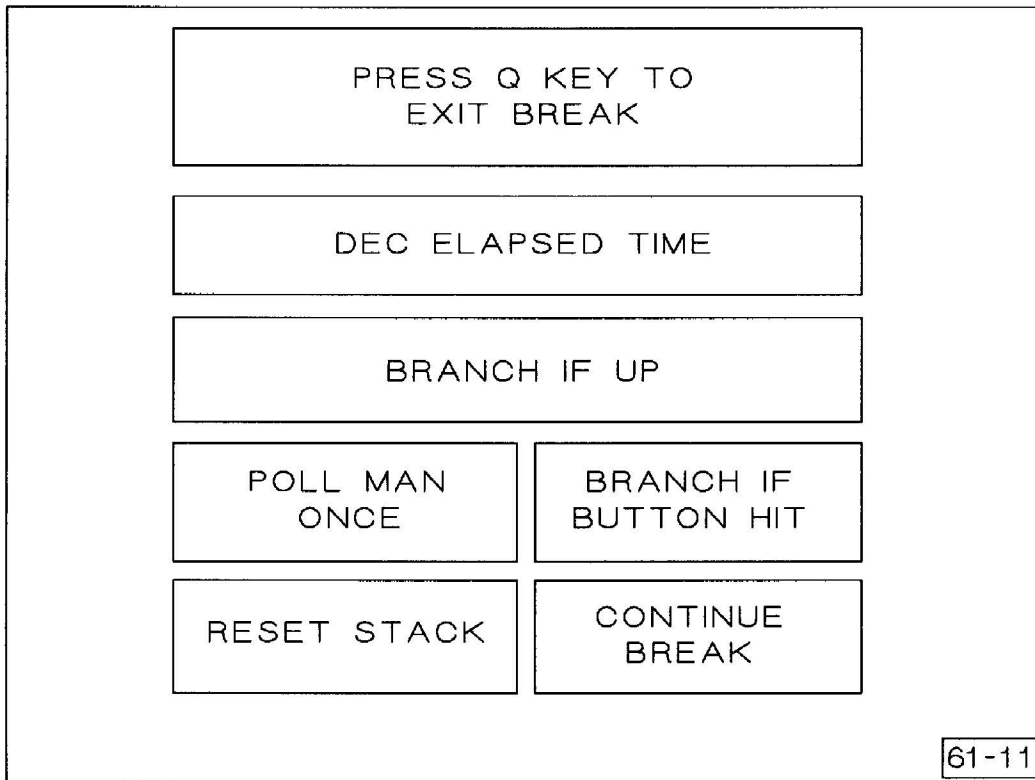 PRESS Q KEY TO
EXIT BREAK
DEC ELAPSED TIME
BRANCH IF UP
POLL MAN
ONCE
BRANCH IF
BUTTON HIT
RESET STACK
CONTINUE
BREAK
61-11